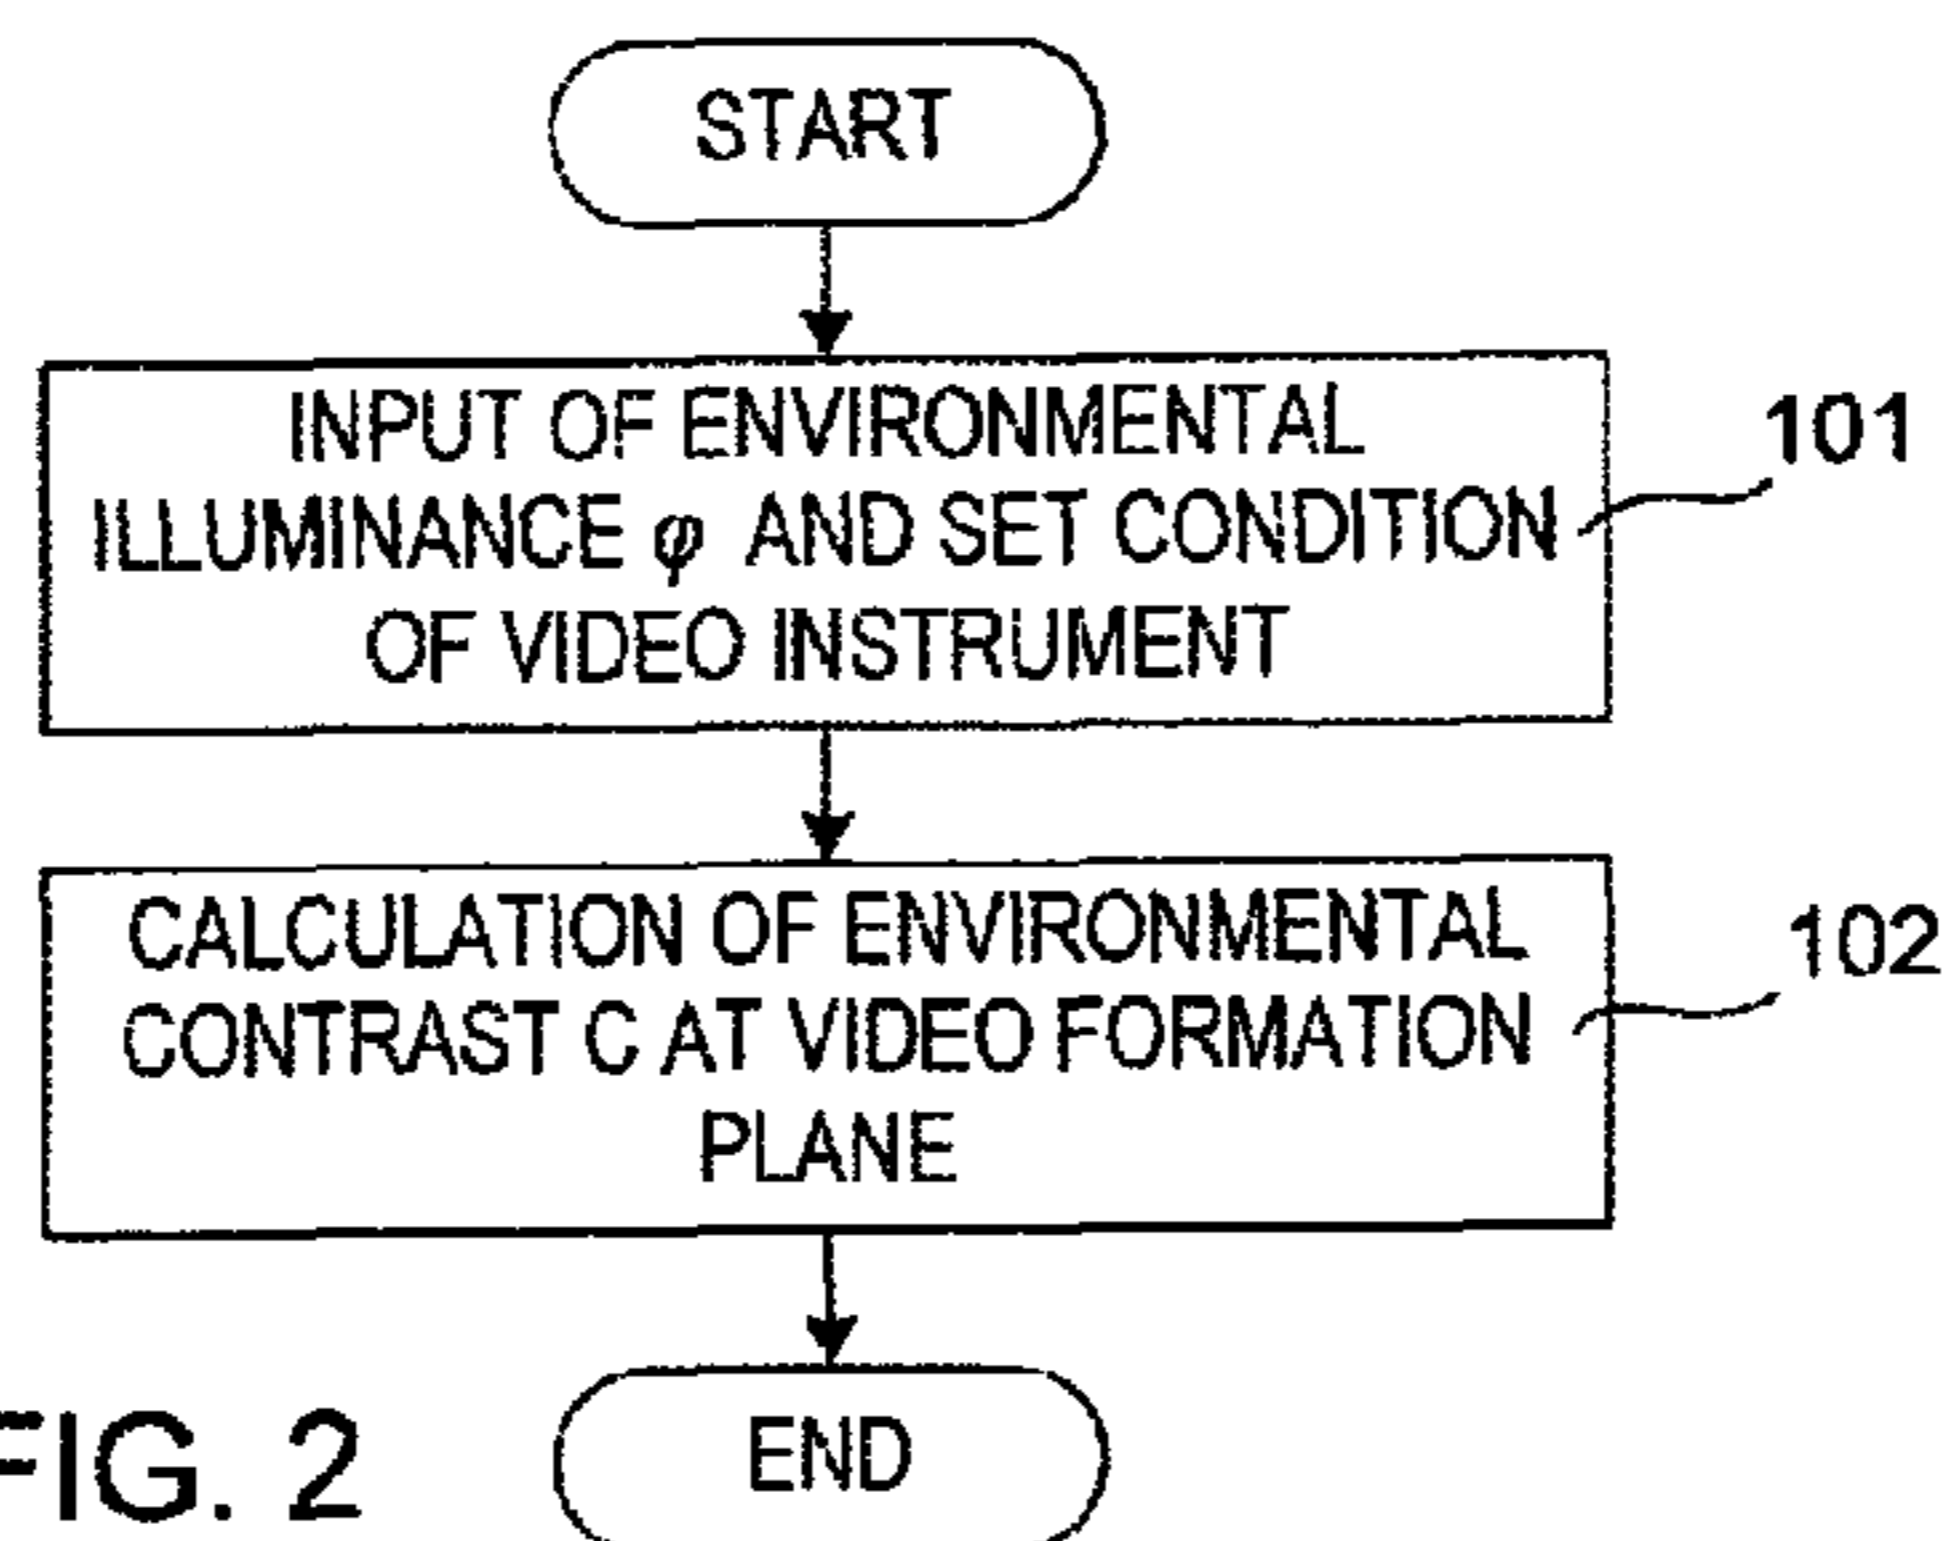 START
INPUT OF ENVIRONMENTAL
ILLUMINANCE φ AND SET CONDITION
OF VIDEO INSTRUMENT
101
CALCULATION OF ENVIRONMENTAL
CONTRAST C AT VIDEO FORMATION
PLANE
102
END
FIG. 2